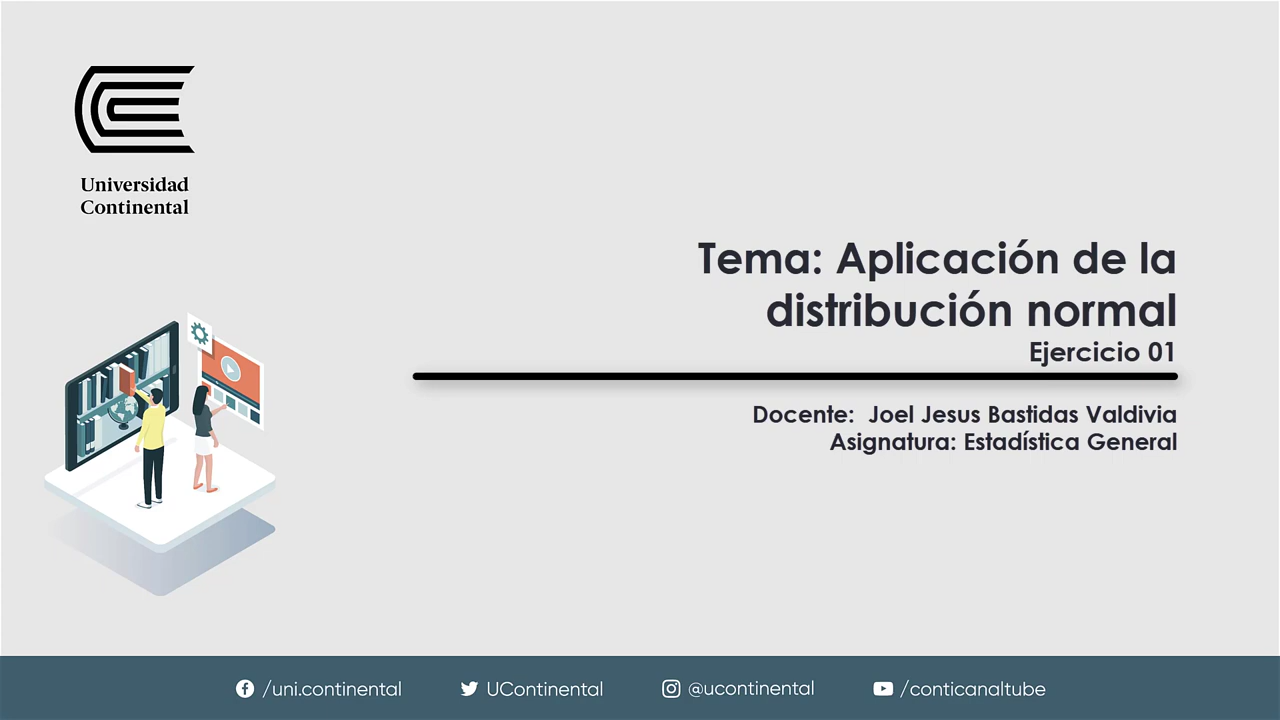 Universidad
Continental
Tema: Aplicación de la
distribución normal
Ejercicio 01
Docente:  Joel Jesus Bastidas Valdivia
Asignatura: Estadística General
/uni.continental
UContinental
@ucontinental
/conticanaltube